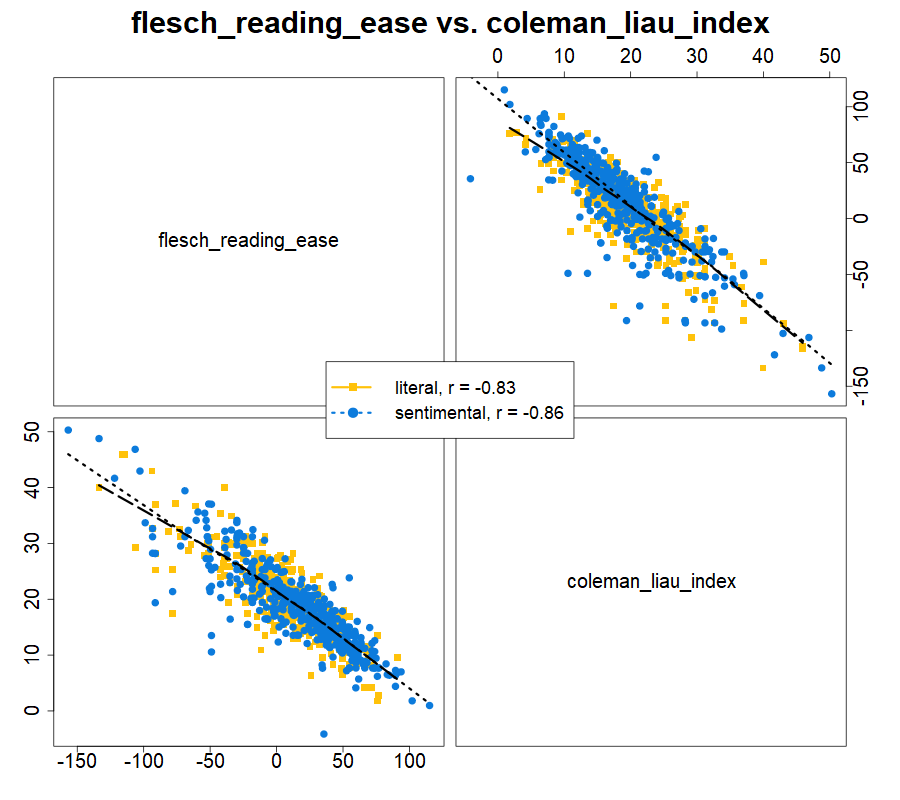 flesch_reading_ease vs. coleman_liau_index
0 10 20 30 40 50
flesch_reading_ease
100
50
0
-50
-150
literal, r = -0.83
sentimental, r = -0.86
50
40
30
20
10
0
coleman_liau_index
-150 -100 -50 0 50 100